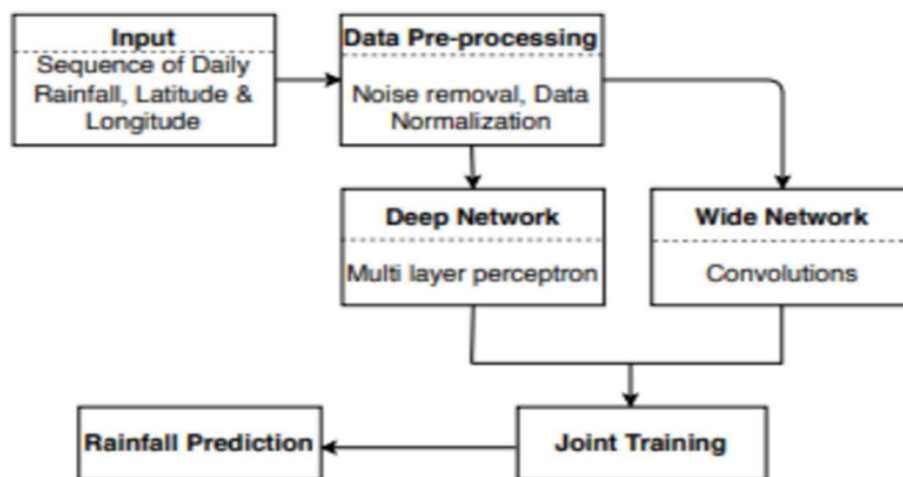 Input
Sequence of Daily
Rainfall, Latitude &
Longitude
Data Pre-processing
Noise removal, Data
Normalization
Deep Network
Multi layer perceptron
Wide Network
Convolutions
Joint Training
Rainfall Prediction